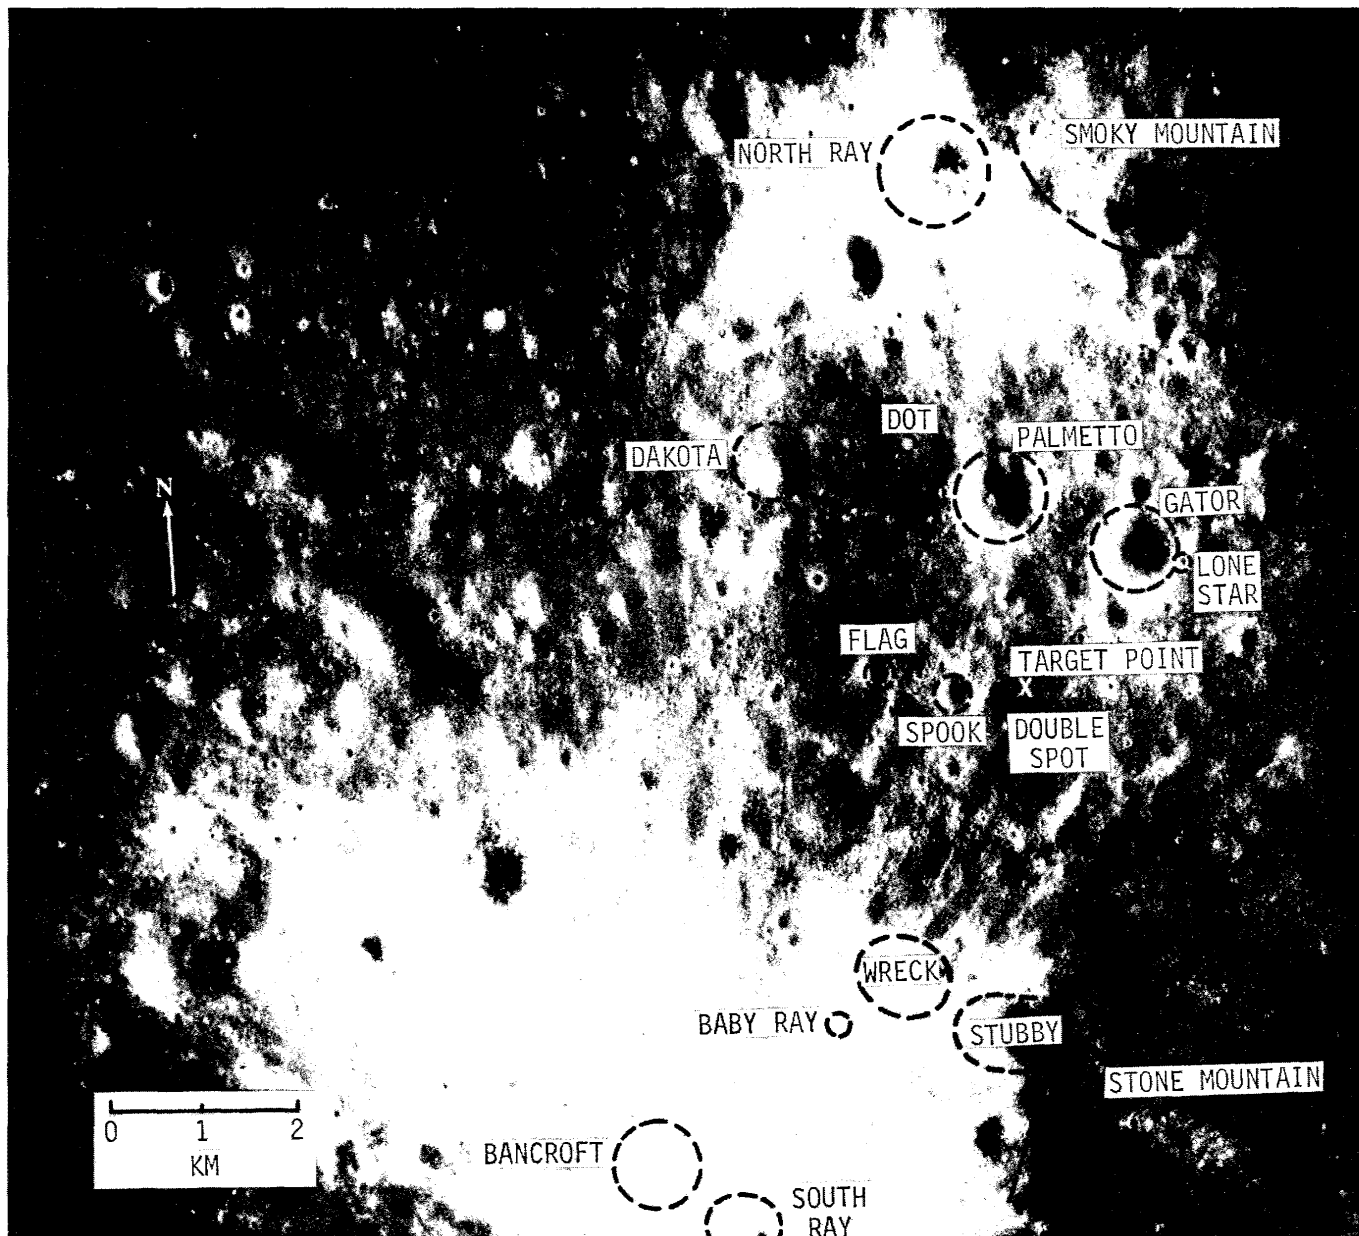 SMOKY MOUNTAIN
NORTH RAY
DOT
PALMETTO
DAKOTA
N
GATOR
LONE
STAR
FLAG
TARGET POINT
X
SPOOK
DOUBLE
SPOT
WRECK
BABY RAY
STUBBY
STONE MOUNTAIN
0 1 2
KM
BANCROFT
SOUTH
RAY